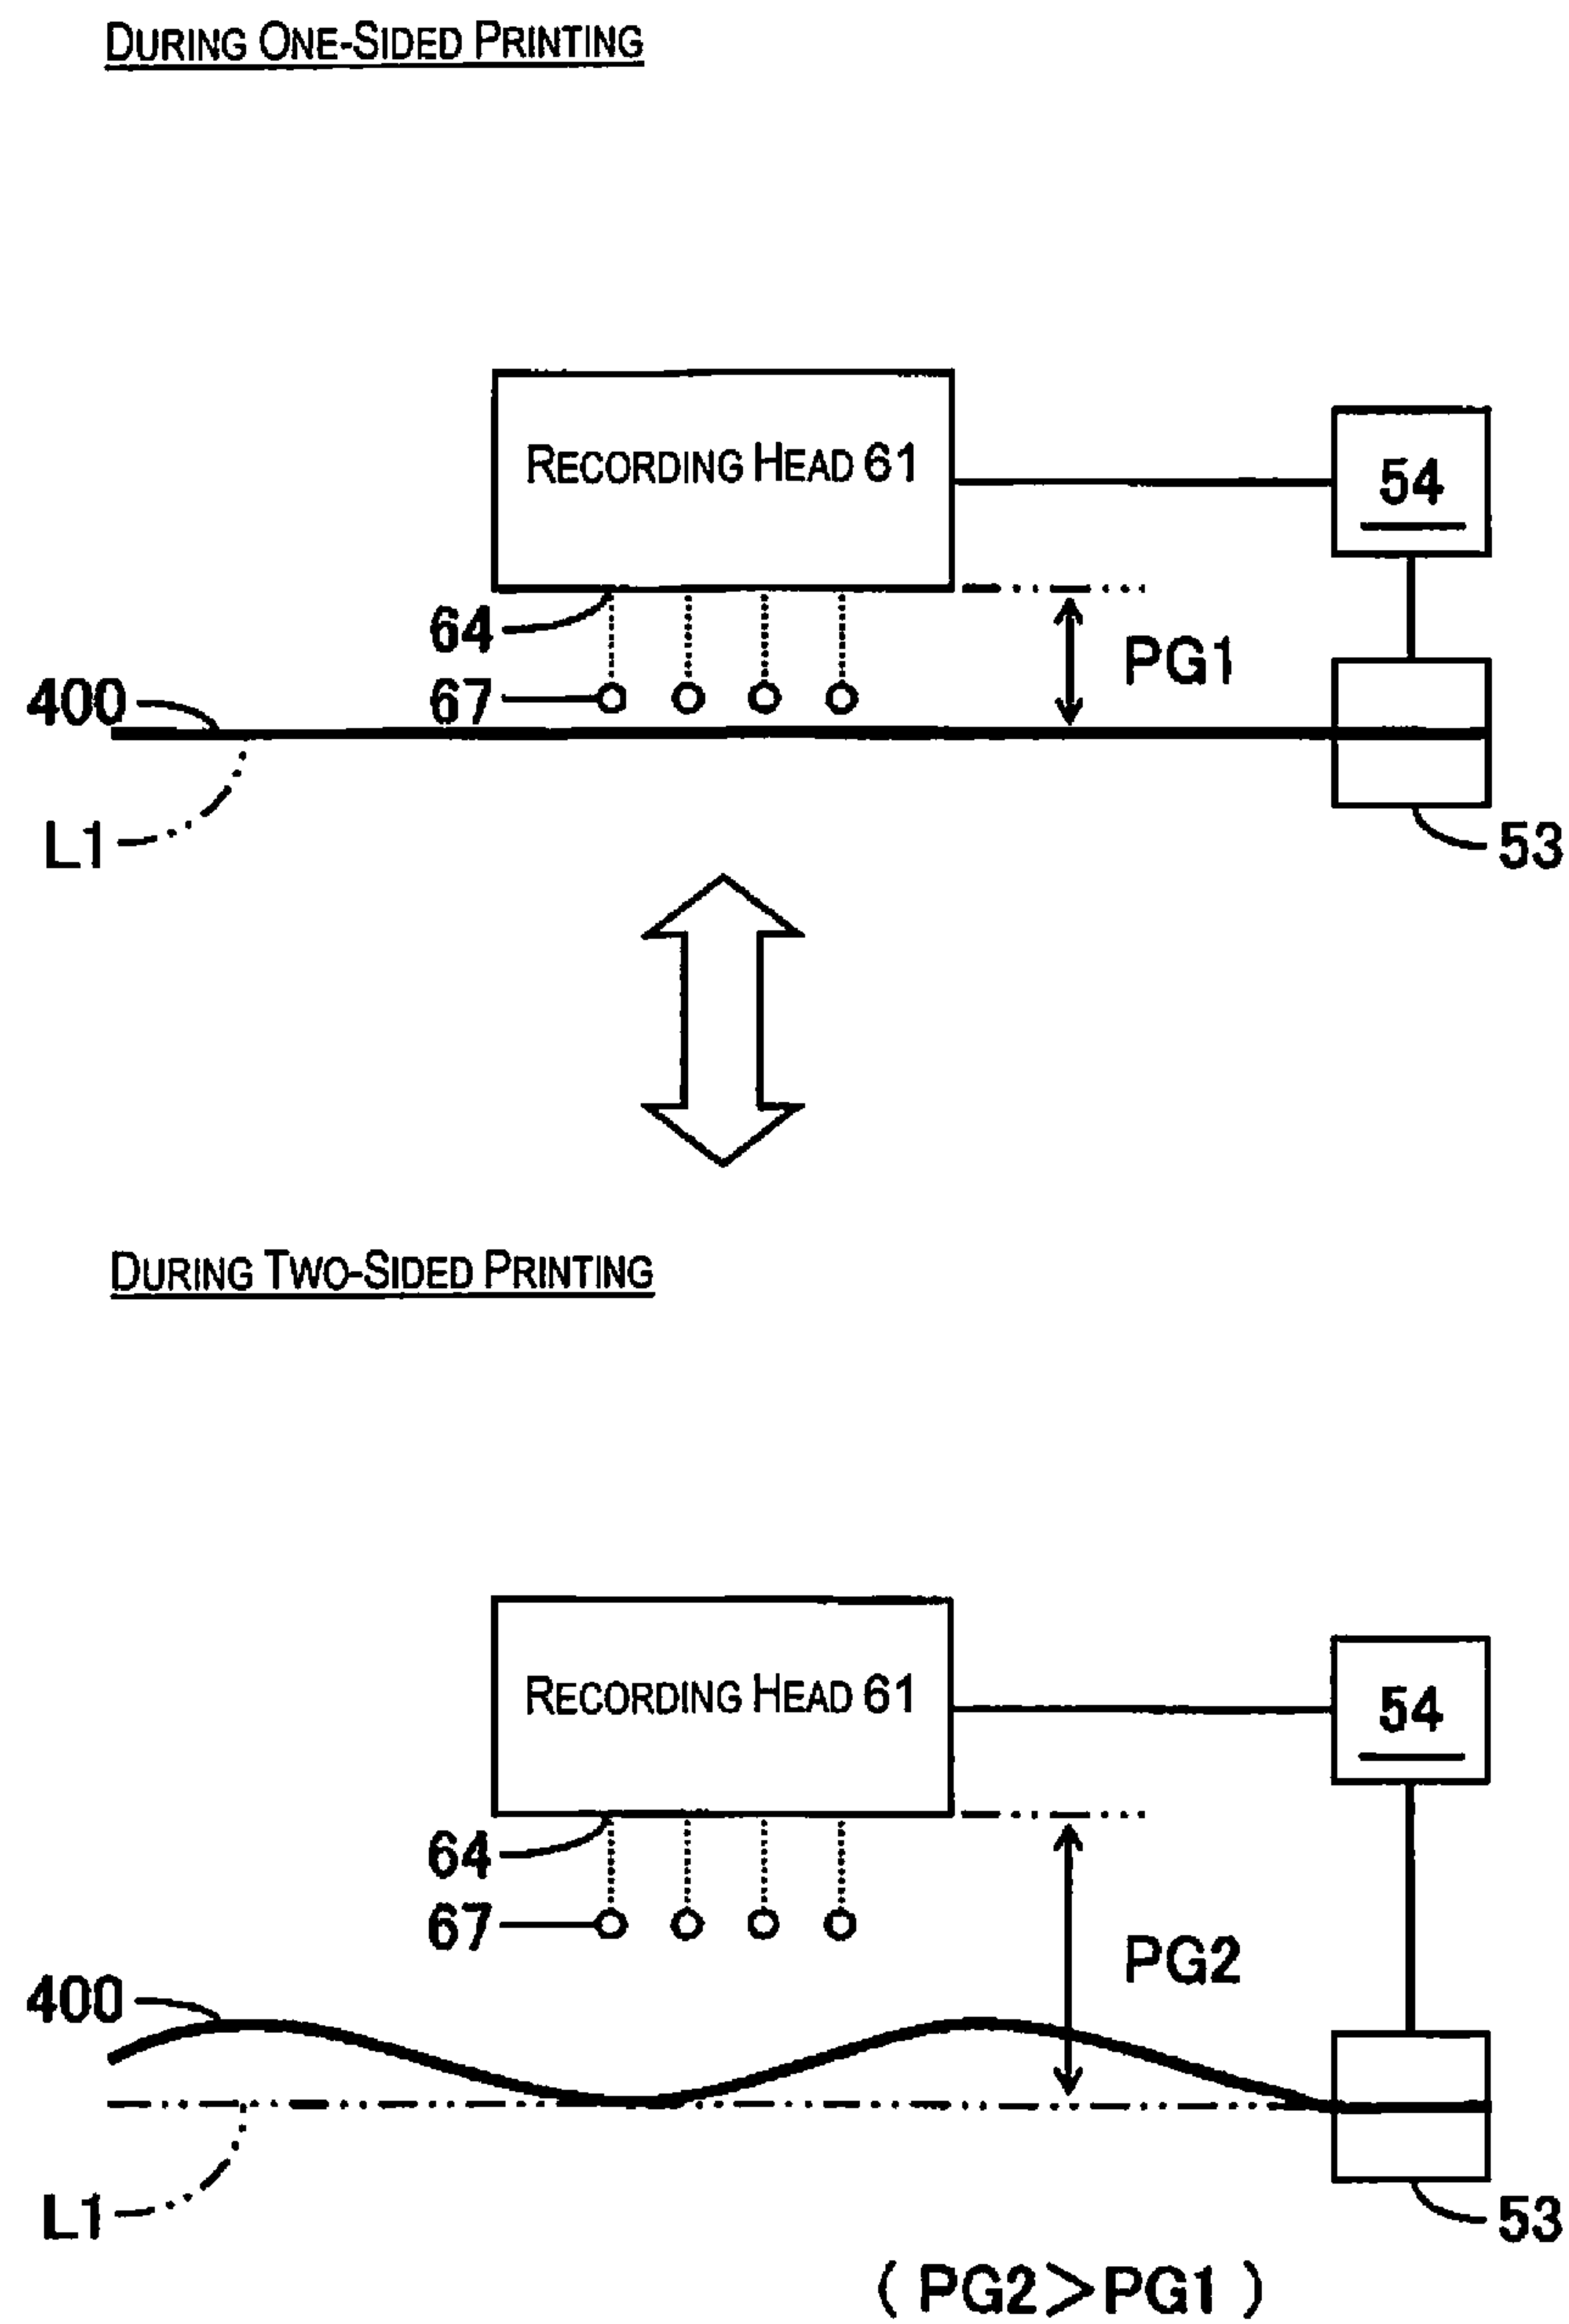 DURING ONE-SIDED PRINTING
RECORDING HEAD 61
54
64
PG1
67
400
L1
53
DURING TWO-SIDED PRINTING
RECORDING HEAD 61
54
64
67
PG2
400
L1
53
(PG2>PG1)